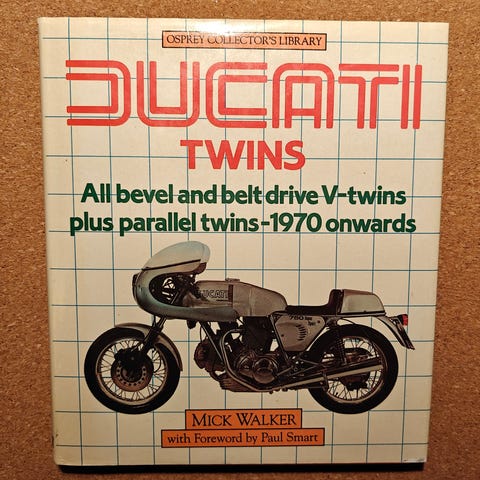 OSPREY COLLECTOR'S LIBRARY
DUCATI
TWINS
All bevel and belt drive V-twins
plus parallel twins-1970 onwards
DUCATI
MICK WALKER
with Foreword by Paul Smart